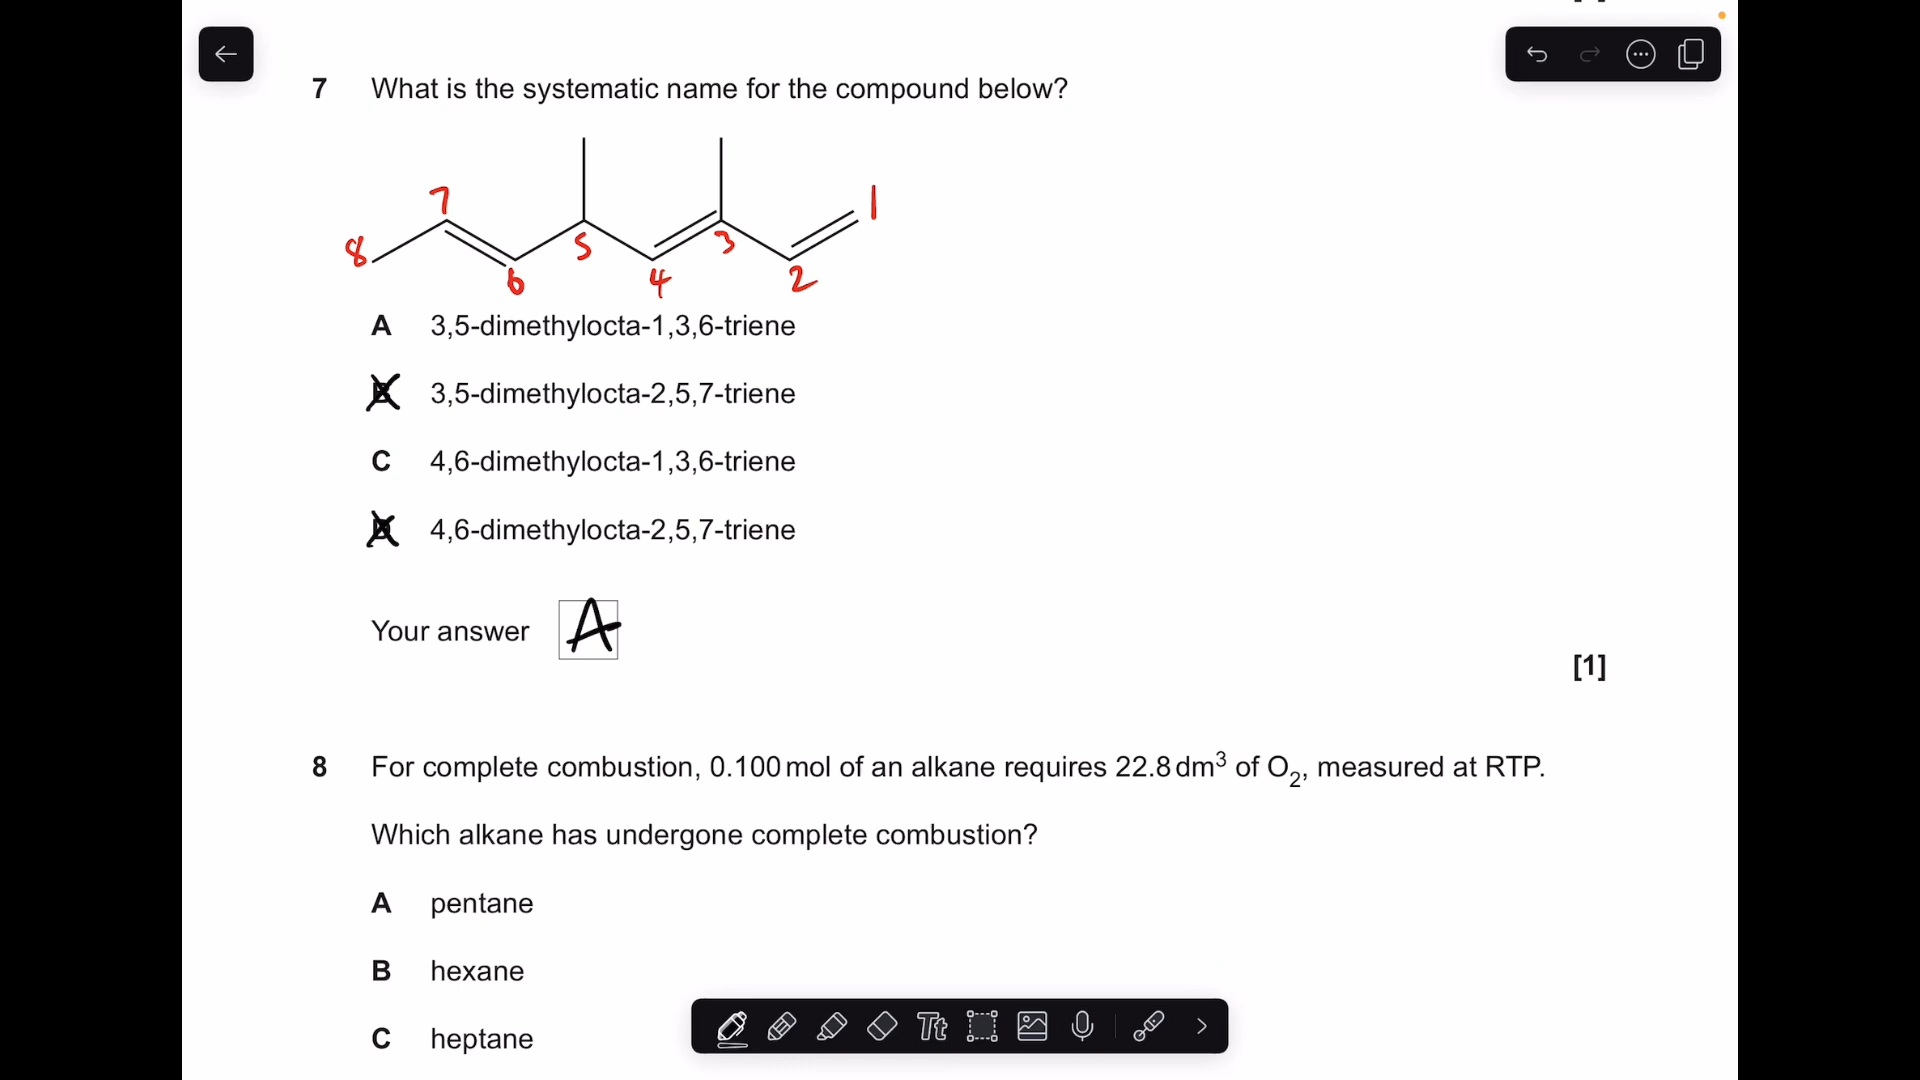 7 What is the systematic name for the compound below?
8 7 6 5 4 3 2 1
A 3,5-dimethylocta-1,3,6-triene
B 3,5-dimethylocta-2,5,7-triene
C 4,6-dimethylocta-1,3,6-triene
D 4,6-dimethylocta-2,5,7-triene
Your answer A
[1]
8 For complete combustion, 0.100 mol of an alkane requires 22.8 dm³ of O₂, measured at RTP.
Which alkane has undergone complete combustion?
A pentane
B hexane
C heptane
Tt